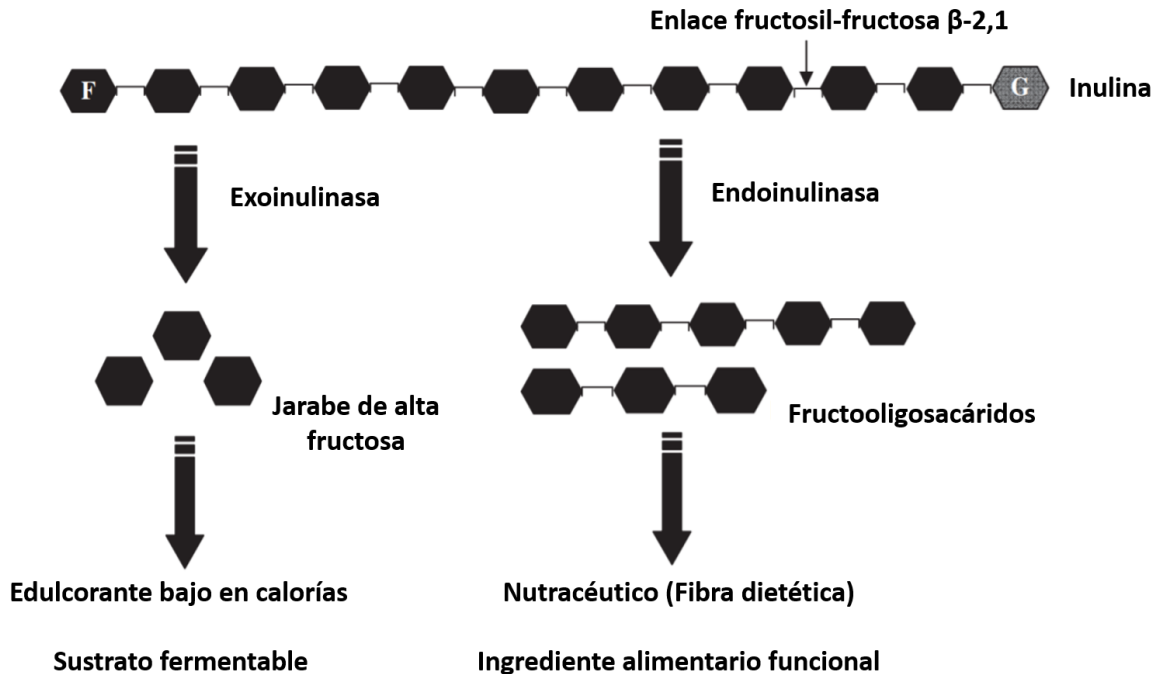 Enlace fructosil-fructosa β-2,1
F
G
Inulina
Exoinulinasa
Endoinulinasa
Jarabe de alta
fructosa
Fructooligosacáridos
Edulcorante bajo en calorías
Nutracéutico (Fibra dietética)
Sustrato fermentable
Ingrediente alimentario funcional